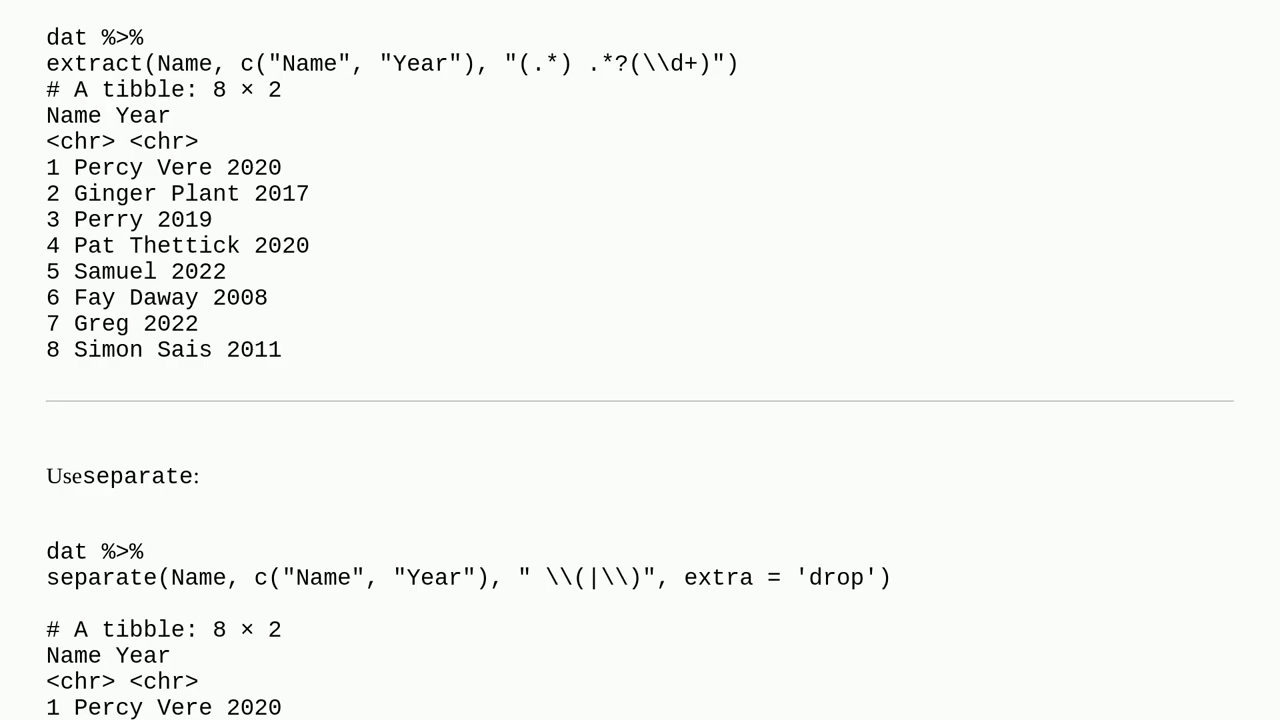 dat %>%
extract(Name, c("Name", "Year"), "(.*) .*?(\\d+)")
# A tibble: 8 × 2
Name Year
<chr> <chr>
1 Percy Vere 2020
2 Ginger Plant 2017
3 Perry 2019
4 Pat Thettick 2020
5 Samuel 2022
6 Fay Daway 2008
7 Greg 2022
8 Simon Sais 2011
Useseparate:
dat %>%
separate(Name, c("Name", "Year"), " \\(|\\)", extra = 'drop')
# A tibble: 8 × 2
Name Year
<chr> <chr>
1 Percy Vere 2020